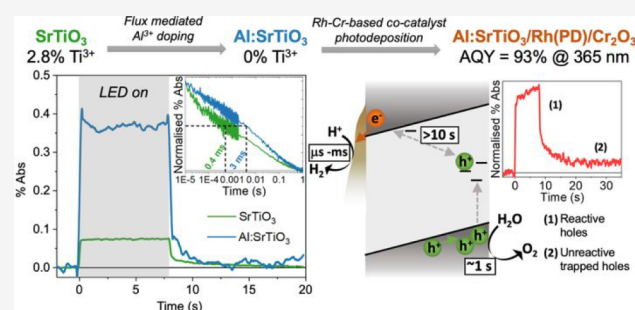 SrTiO3
2.8% Ti3+
Flux mediated
Al3+ doping
Al:SrTiO3
0% Ti3+
Rh-Cr-based co-catalyst
photodeposition
Al:SrTiO3/Rh(PD)/Cr2O3
AQY = 93% @ 365 nm
% Abs
0.5
0.4
0.3
0.2
0.1
0.0
LED on
SrTiO3
Al:SrTiO3
0 5 10 15 20
Time (s)
Normalised % Abs
0.4 ms
3 ms
1E-5 1E-4 0.001 0.01 0.1 1
Time (s)
e-
H+
μs -ms
H2
>10 s
h+
h+ h+ h+
~1 s
H2O
O2
Normalised % Abs
(1)
(2)
0 10 20 30
Time (s)
(1) Reactive
holes
(2) Unreactive
trapped holes